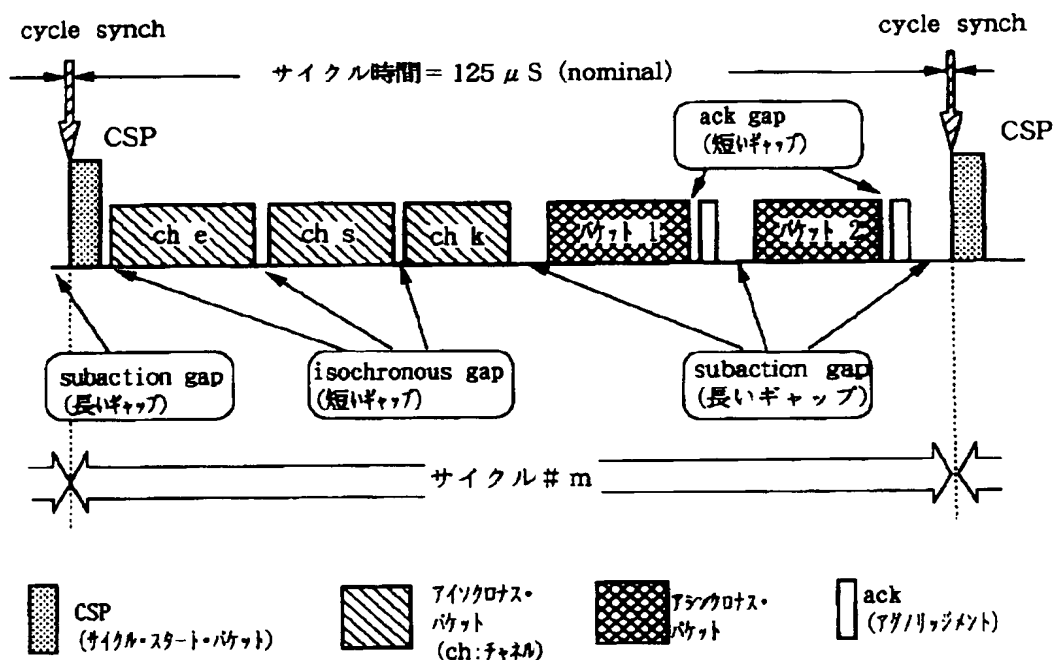 cycle synch
cycle synch
サイクル時間＝125μS (nominal)
CSP
ack gap
(短いギャップ)
CSP
ch e
ch s
ch k
パケット 1
パケット 2
subaction gap
(長いギャップ)
isochronous gap
(短いギャップ)
subaction gap
(長いギャップ)
サイクル＃m
CSP
(サイクル・スタート・パケット)
アイソクロナス・
パケット
(ch:チャネル)
アシンクロナス・
パケット
ack
(アグノリッジメント)